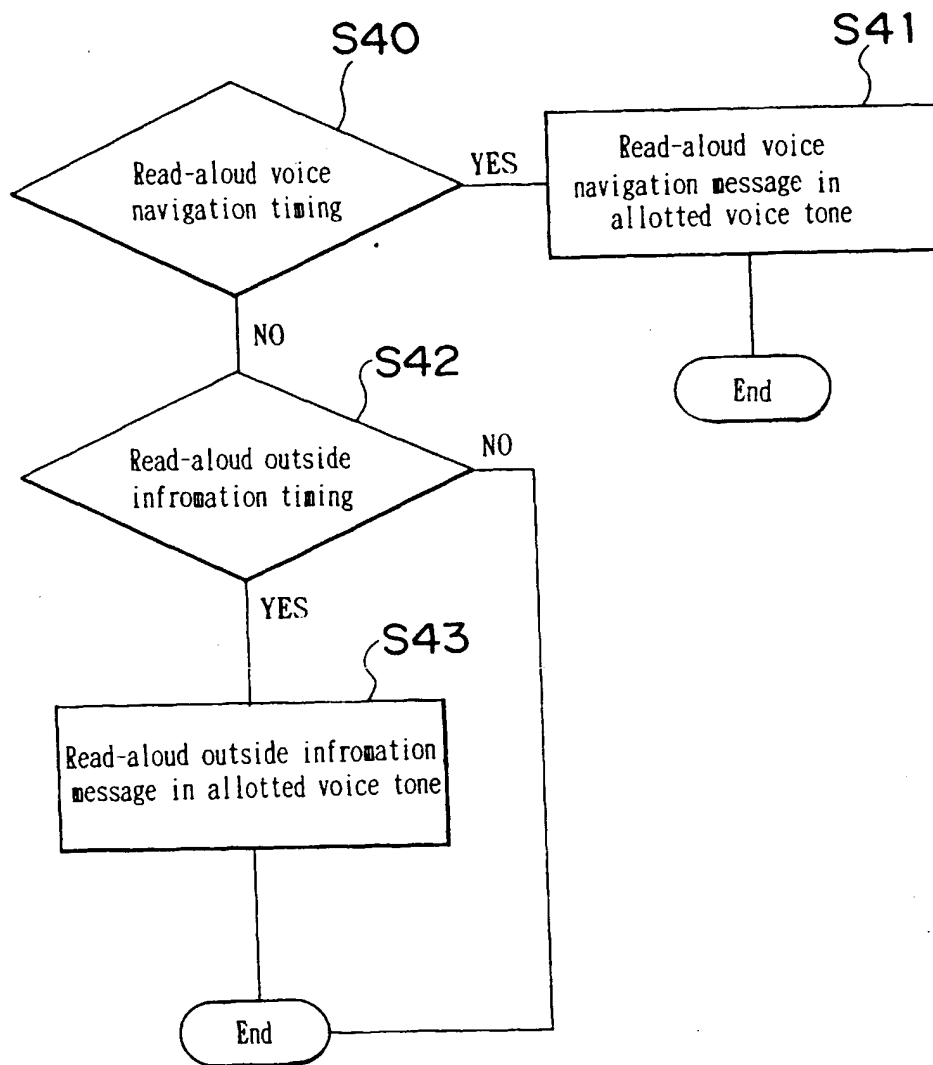 S40
Read-aloud voice
navigation timing
YES
S41
Read-aloud voice
navigation message in
allotted voice tone
End
NO
S42
Read-aloud outside
infromation timing
NO
YES
S43
Read-aloud outside infromation
message in allotted voice tone
End